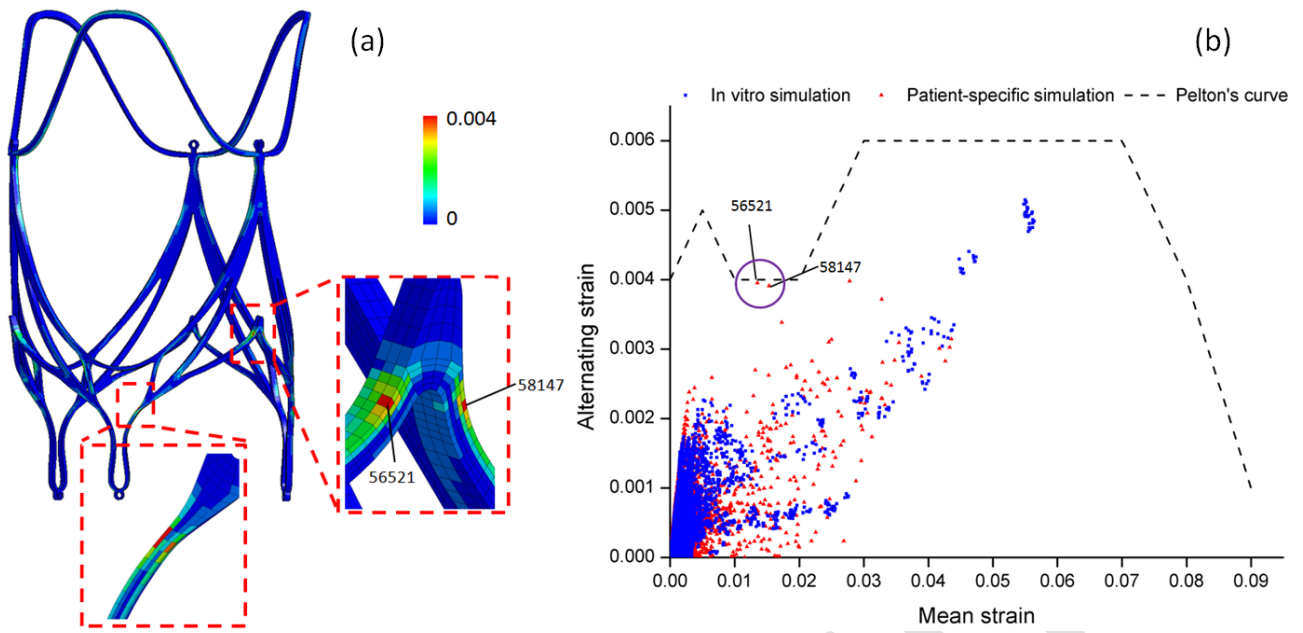 (a)
0.004
0
58147
56521
(b)
In vitro simulation
Patient-specific simulation
Pelton's curve
Alternating strain
0.006
0.005
0.004
0.003
0.002
0.001
0.000
56521
58147
0.00 0.01 0.02 0.03 0.04 0.05 0.06 0.07 0.08 0.09
Mean strain